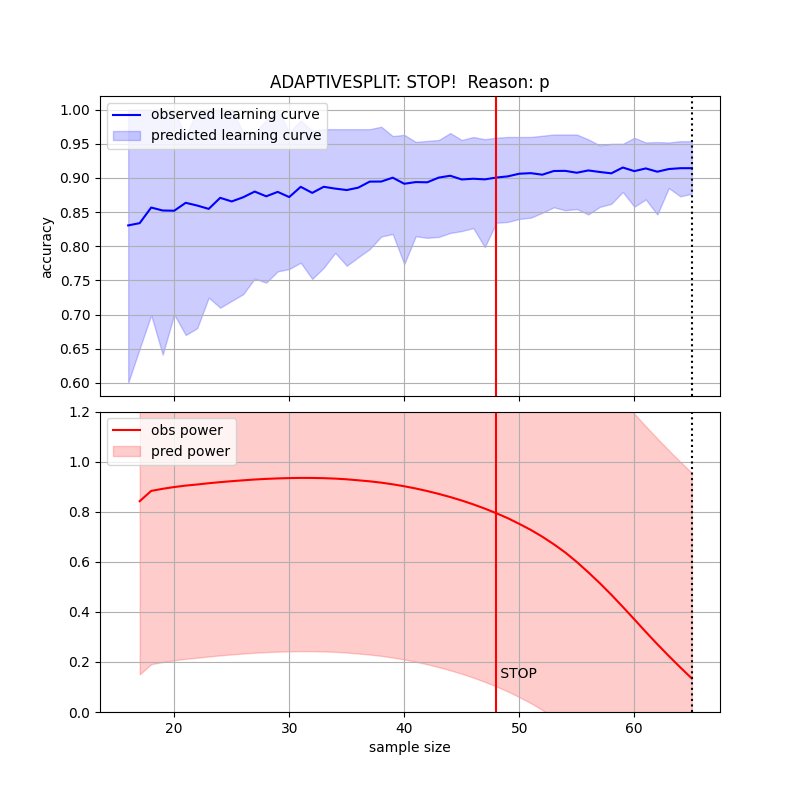 ADAPTIVESPLIT: STOP!  Reason: p
1.00
0.95
0.90
0.85
0.80
0.75
0.70
0.65
0.60
accuracy
observed learning curve
predicted learning curve
1.2
1.0
0.8
0.6
0.4
0.2
0.0
obs power
pred power
STOP
20 30 40 50 60
sample size